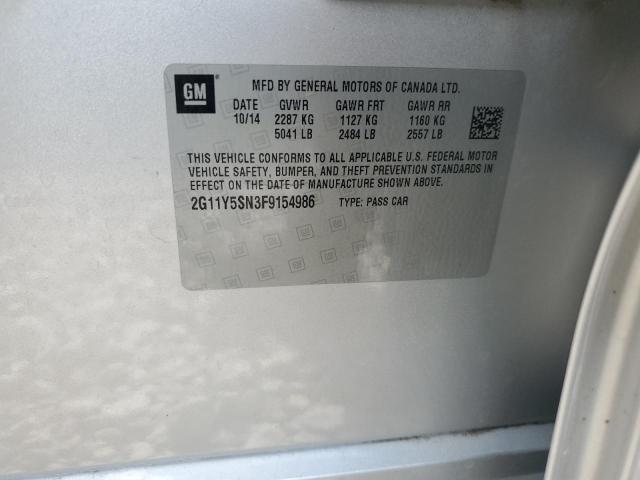 GM
MFD BY GENERAL MOTORS OF CANADA LTD.
DATE GVWR GAWR FRT GAWR RR
10/14 2287 KG 1127 KG 1160 KG
5041 LB 2484 LB 2557 LB
THIS VEHICLE CONFORMS TO ALL APPLICABLE U.S. FEDERAL MOTOR
VEHICLE SAFETY, BUMPER, AND THEFT PREVENTION STANDARDS IN
EFFECT ON THE DATE OF MANUFACTURE SHOWN ABOVE.
2G11Y5SN3F9154986 TYPE: PASS CAR